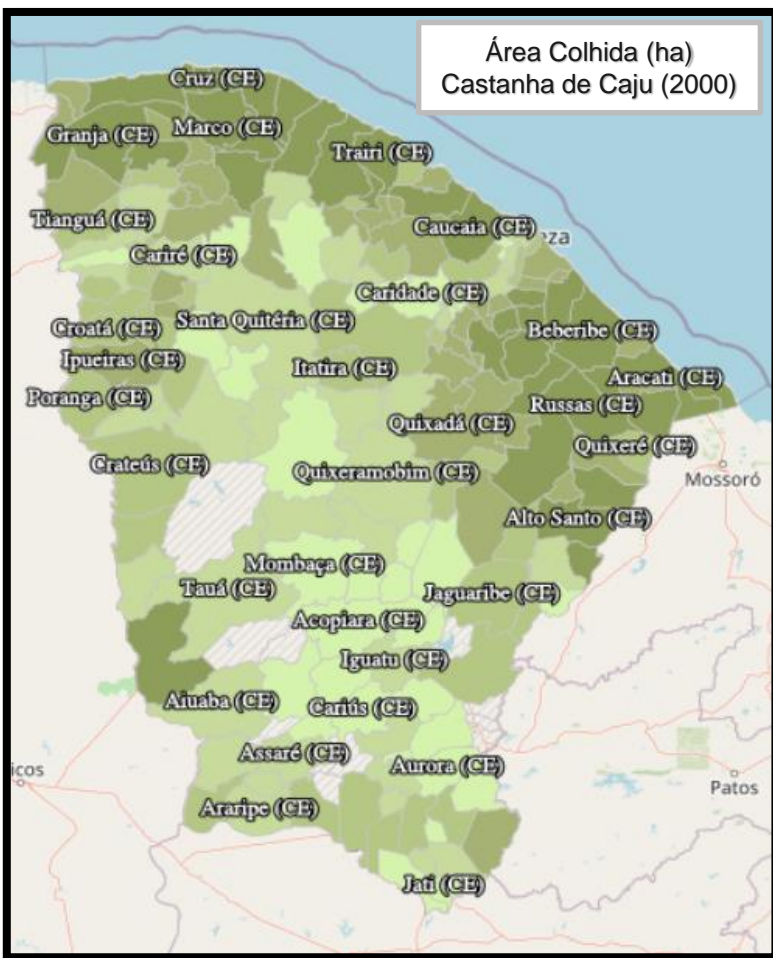 Área Colhida (ha)
Castanha de Caju (2000)
Cruz (CE)
Granja (CE)
Marco (CE)
Trairi (CE)
Tianguá (CE)
Caucaia (CE)
eza
Cariré (CE)
Caridade (CE)
Croatá (CE)
Santa Quitéria (CE)
Beberibe (CE)
Ipueiras (CE)
Itatira (CE)
Aracati (CE)
Poranga (CE)
Russas (CE)
Quixadá (CE)
Quixeré (CE)
Crateús (CE)
Quixeramobim (CE)
Mossoró
Alto Santo (CE)
Mombaça (CE)
Tauá (CE)
Jaguaribe (CE)
Acopiara (CE)
Iguatu (CE)
Aiuaba (CE)
Cariús (CE)
Assaré (CE)
Aurora (CE)
icos
Patos
Araripe (CE)
Jati (CE)